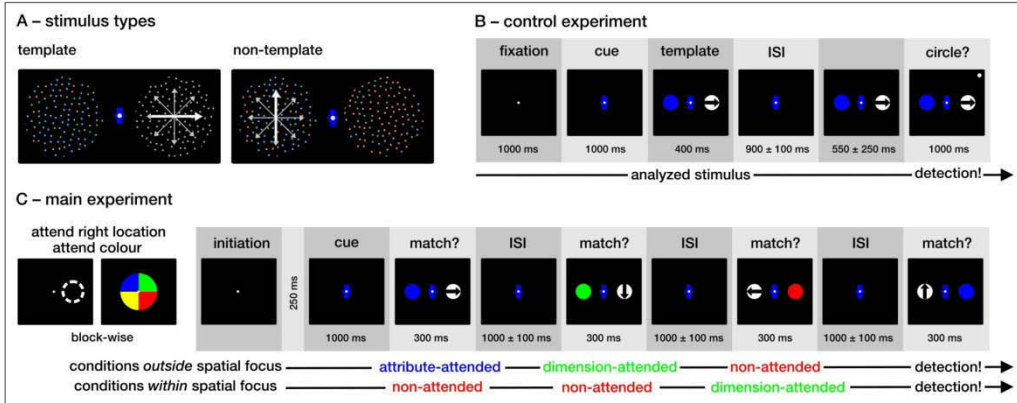 A – stimulus types
template
non-template
B – control experiment
fixation
cue
template
ISI
circle?
1000 ms
1000 ms
400 ms
900 ± 100 ms
550 ± 250 ms
1000 ms
analyzed stimulus
detection!
C – main experiment
attend right location
attend colour
block-wise
initiation
250 ms
cue
match?
ISI
match?
ISI
match?
ISI
match?
1000 ms
300 ms
1000 ± 100 ms
300 ms
1000 ± 100 ms
300 ms
1000 ± 100 ms
300 ms
conditions outside spatial focus
attribute-attended
dimension-attended
non-attended
detection!
conditions within spatial focus
non-attended
non-attended
dimension-attended
detection!